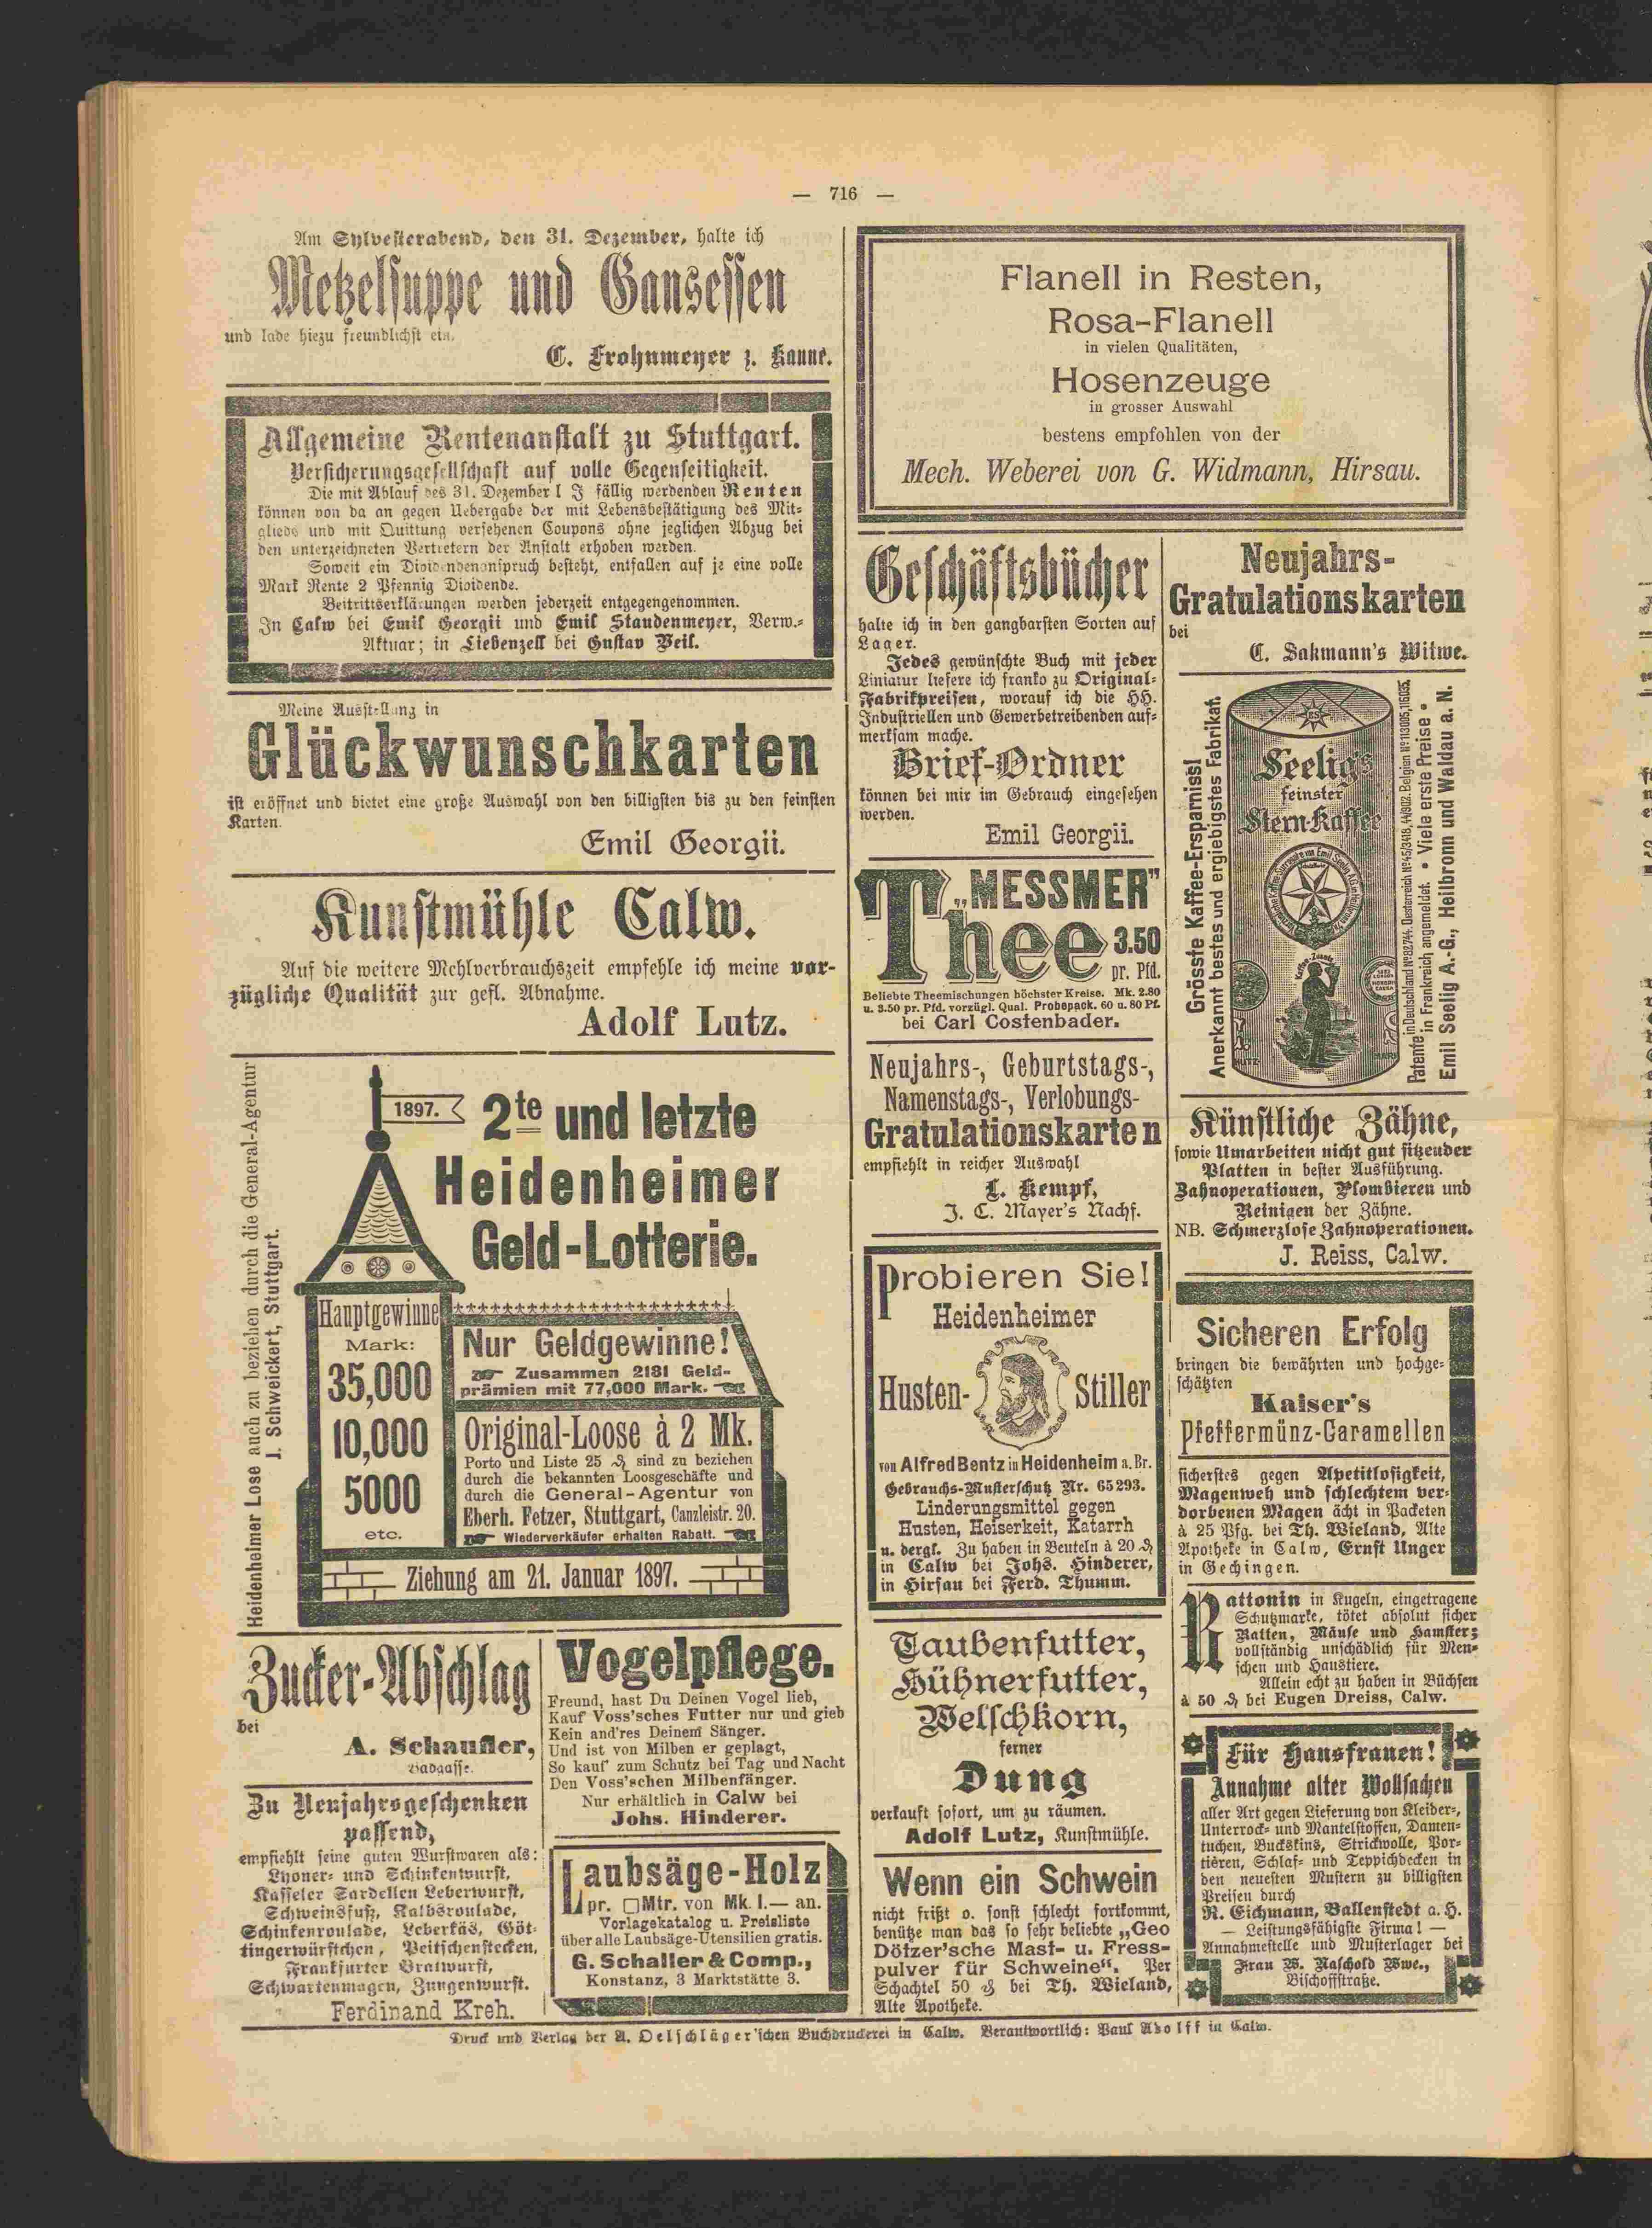 — 716 —
Am Sylvesterabend, den 31. Dezember, halte ich
Metzelsuppe und Gansessen
und lade hiezu freundlichst ein.
C. Frohnmeyer z. Kanne.
Allgemeine Rentenanstalt zu Stuttgart.
Versicherungsgesellschaft auf volle Gegenseitigkeit.
Die mit Ablauf des 31. Dezember l J fällig werdenden Renten
können von da an gegen Uebergabe der mit Lebensbestätigung des Mit-
glieds und mit Quittung versehenen Coupons ohne jeglichen Abzug bei
den unterzeichneten Vertretern der Anstalt erhoben werden.
Soweit ein Dividendenanspruch besteht, entfallen auf je eine volle
Mark Rente 2 Pfennig Dividende.
Beitrittserklärungen werden jederzeit entgegengenommen.
In Calw bei Emil Georgii und Emil Staudenmeyer, Verw.-
Aktuar; in Liebenzell bei Gustav Veil.
Meine Ausstellung in
Glückwunschkarten
ist eröffnet und bietet eine große Auswahl von den billigsten bis zu den feinsten
Karten.
Emil Georgii.
Kunstmühle Calw.
Auf die weitere Mehlverbrauchszeit empfehle ich meine vor-
zügliche Qualität zur gefl. Abnahme.
Adolf Lutz.
Heidenheimer Lose auch zu beziehen durch die General-Agentur
J. Schweickert, Stuttgart.
1897.
2te und letzte
Heidenheimer
Geld-Lotterie.
Hauptgewinne
Mark:
35,000
10,000
5000
etc.
Nur Geldgewinne!
Zusammen 2181 Geld-
prämien mit 77,000 Mark.
Original-Loose à 2 Mk.
Porto und Liste 25 ₰ sind zu beziehen
durch die bekannten Loosgeschäfte und
durch die General-Agentur von
Eberh. Fetzer, Stuttgart, Canzleistr. 20.
Wiederverkäufer erhalten Rabatt.
Ziehung am 21. Januar 1897.
Zucker-Abschlag
bei
A. Schaufler,
Badgasse.
Zu Neujahrsgeschenken
passend,
empfiehlt seine guten Wurstwaren als:
Lyoner- und Schinkenwurst,
Kasseler Sardellen Leberwurst,
Schweinsfuß, Kalbsroulade,
Schinkenroulade, Leberkäs, Göt-
tingerwürstchen, Peitschenstecken,
Frankfurter Bratwurst,
Schwartenmagen, Zungenwurst.
Ferdinand Kreh.
Vogelpflege.
Freund, hast Du Deinen Vogel lieb,
Kauf Voss'sches Futter nur und gieb
Kein and'res Deinem Sänger.
Und ist von Milben er geplagt,
So kauf' zum Schutz bei Tag und Nacht
Den Voss'schen Milbenfänger.
Nur erhältlich in Calw bei
Johs. Hinderer.
Laubsäge-Holz
pr. □Mtr. von Mk. 1.— an.
Vorlagekatalog u. Preisliste
über alle Laubsäge-Utensilien gratis.
G. Schaller & Comp.,
Konstanz, 3 Marktstätte 3.
Flanell in Resten,
Rosa-Flanell
in vielen Qualitäten,
Hosenzeuge
in grosser Auswahl
bestens empfohlen von der
Mech. Weberei von G. Widmann, Hirsau.
Geschäftsbücher
halte ich in den gangbarsten Sorten auf
Lager.
Jedes gewünschte Buch mit jeder
Liniatur liefere ich franko zu Original-
Fabrikpreisen, worauf ich die HH.
Industriellen und Gewerbetreibenden auf-
merksam mache.
Brief-Ordner
können bei mir im Gebrauch eingesehen
werden.
Emil Georgii.
„MESSMER”
Thee 3.50
pr. Pfd.
Beliebte Theemischungen höchster Kreise. Mk. 2.80
u. 3.50 pr. Pfd. vorzügl. Qual. Probepack. 60 u. 80 Pf.
bei Carl Costenbader.
Neujahrs-, Geburtstags-,
Namenstags-, Verlobungs-
Gratulationskarten
empfiehlt in reicher Auswahl
L. Kempf,
J. C. Mayer's Nachf.
Probieren Sie!
Heidenheimer
Husten-Stiller
von Alfred Bentz in Heidenheim a. Br.
Gebrauchs-Musterschutz Nr. 65293.
Linderungsmittel gegen
Husten, Heiserkeit, Katarrh
u. dergl. Zu haben in Beuteln à 20 ₰
in Calw bei Johs. Hinderer,
in Hirsau bei Ferd. Thumm.
Taubenfutter,
Hühnerfutter,
Welschkorn,
ferner
Dung
verkauft sofort, um zu räumen.
Adolf Lutz, Kunstmühle.
Wenn ein Schwein
nicht frißt o. sonst schlecht fortkommt,
benütze man das so sehr beliebte „Geo
Dötzer'sche Mast- u. Fress-
pulver für Schweine“. Per
Schachtel 50 ₰ bei Th. Wieland,
Alte Apotheke.
Neujahrs-
Gratulationskarten
bei
C. Sakmann's Witwe.
Grösste Kaffee-Ersparniss!
Anerkannt bestes und ergiebigstes Fabrikat.
Seelig's
feinster
Stern-Kaffee
Patente in Deutschland No 82744. Oesterreich No 45/3418, 44/902. Belgien No 113005, 116035.
in Frankreich angemeldet. • Viele erste Preise •
Emil Seelig A.-G., Heilbronn und Waldau a. N.
Künstliche Zähne,
sowie Umarbeiten nicht gut sitzender
Platten in bester Ausführung.
Zahnoperationen, Plombieren und
Reinigen der Zähne.
NB. Schmerzlose Zahnoperationen.
J. Reiss, Calw.
Sicheren Erfolg
bringen die bewährten und hochge-
schätzten
Kaiser's
Pfeffermünz-Caramellen
sicherstes gegen Apetitlosigkeit,
Magenweh und schlechtem ver-
dorbenen Magen ächt in Packeten
à 25 Pfg. bei Th. Wieland, Alte
Apotheke in Calw, Ernst Unger
in Gechingen.
Rattonin in Kugeln, eingetragene
Schutzmarke, tötet absolut sicher
Ratten, Mäuse und Hamster;
vollständig unschädlich für Men-
schen und Haustiere.
Allein echt zu haben in Büchsen
à 50 ₰ bei Eugen Dreiss, Calw.
Für Hausfrauen!
Annahme alter Wollsachen
aller Art gegen Lieferung von Kleider-,
Unterrock- und Mantelstoffen, Damen-
tuchen, Buckskins, Strickwolle, Por-
tièren, Schlaf- und Teppichdecken in
den neuesten Mustern zu billigsten
Preisen durch
R. Eichmann, Ballenstedt a. H.
— Leistungsfähigste Firma! —
Annahmestelle und Musterlager bei
Frau W. Raschold Wwe.,
Bischoffstraße.
Druck und Verlag der A. Oelschläger'schen Buchdruckerei in Calw. Verantwortlich: Paul Adolff in Calw.